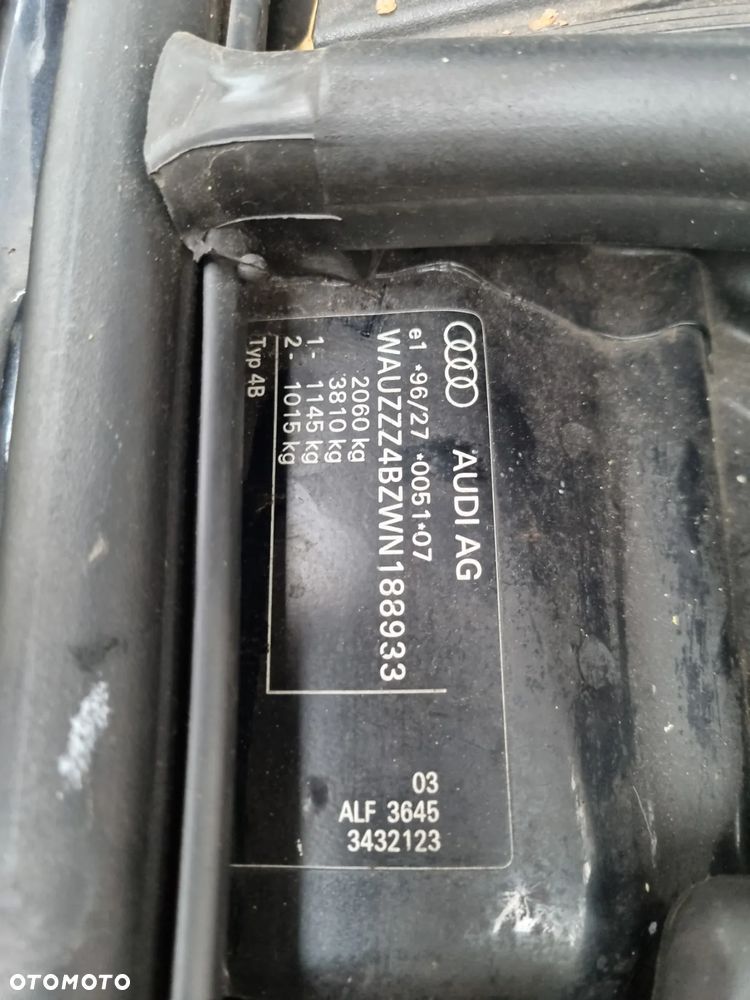 AUDI AG
e1 *96/27 *0051*07
WAUZZZ4BZWN188933
2060 kg
3810 kg
1 - 1145 kg
2 - 1015 kg
Typ 4B
03
ALF 3645
3432123
OTOMOTO